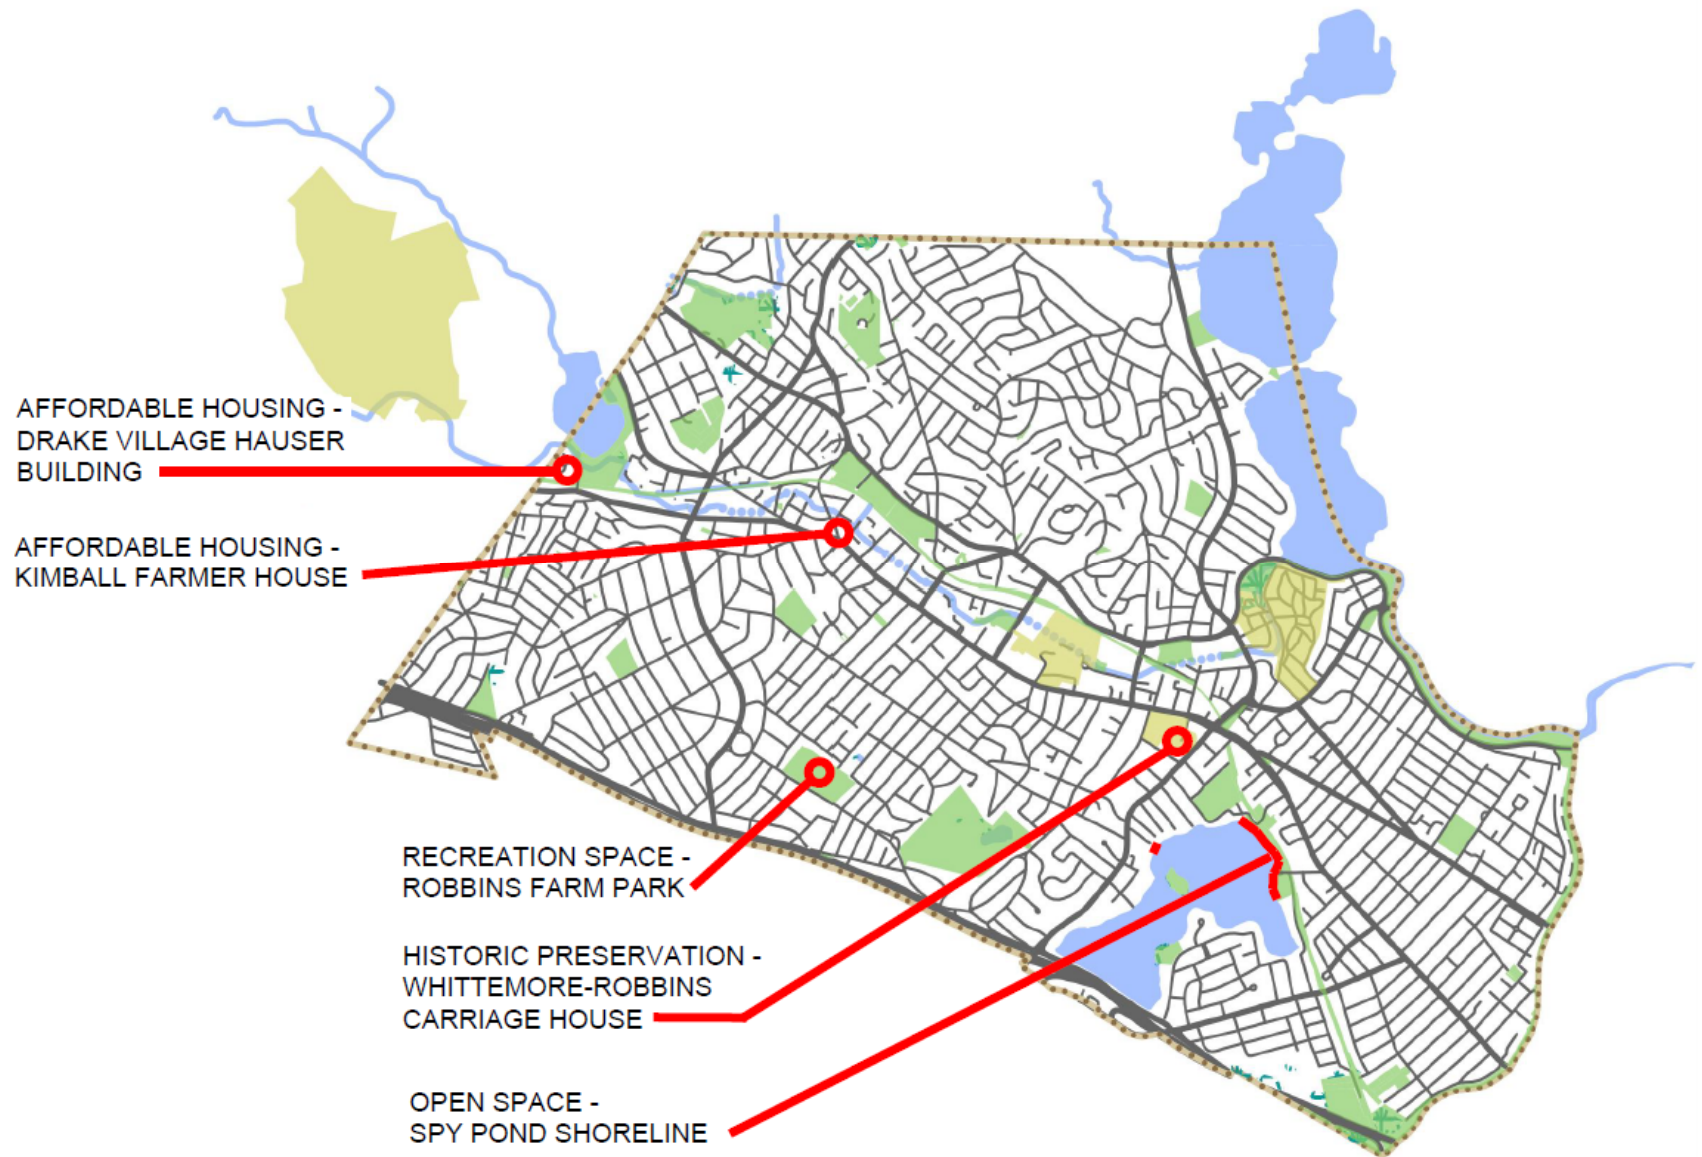 AFFORDABLE HOUSING -
DRAKE VILLAGE HAUSER
BUILDING
AFFORDABLE HOUSING -
KIMBALL FARMER HOUSE
RECREATION SPACE -
ROBBINS FARM PARK
HISTORIC PRESERVATION -
WHITTEMORE-ROBBINS
CARRIAGE HOUSE
OPEN SPACE -
SPY POND SHORELINE